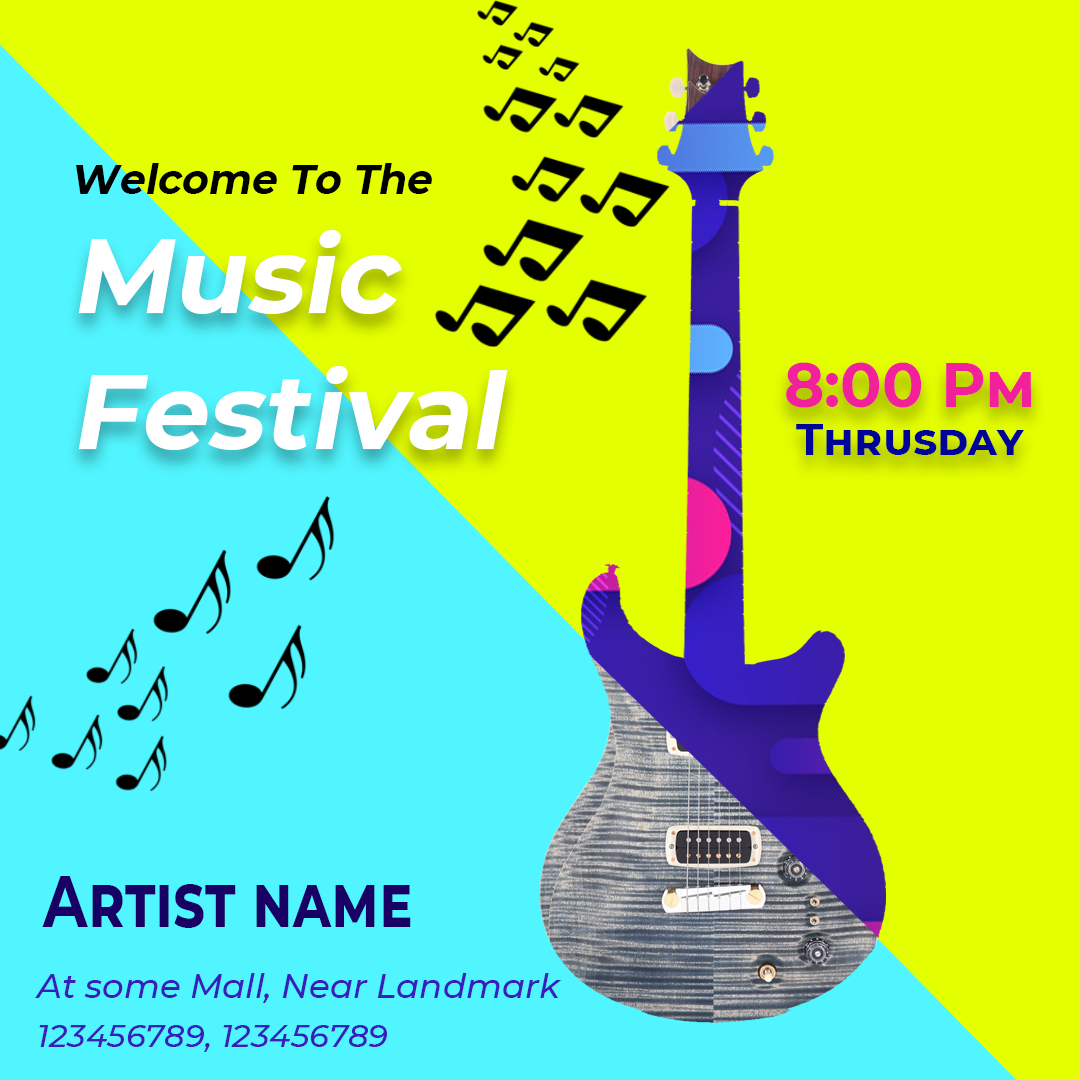 Welcome To The
Music
Festival
8:00 Pm
Thrusday
Artist name
At some Mall, Near Landmark
123456789, 123456789